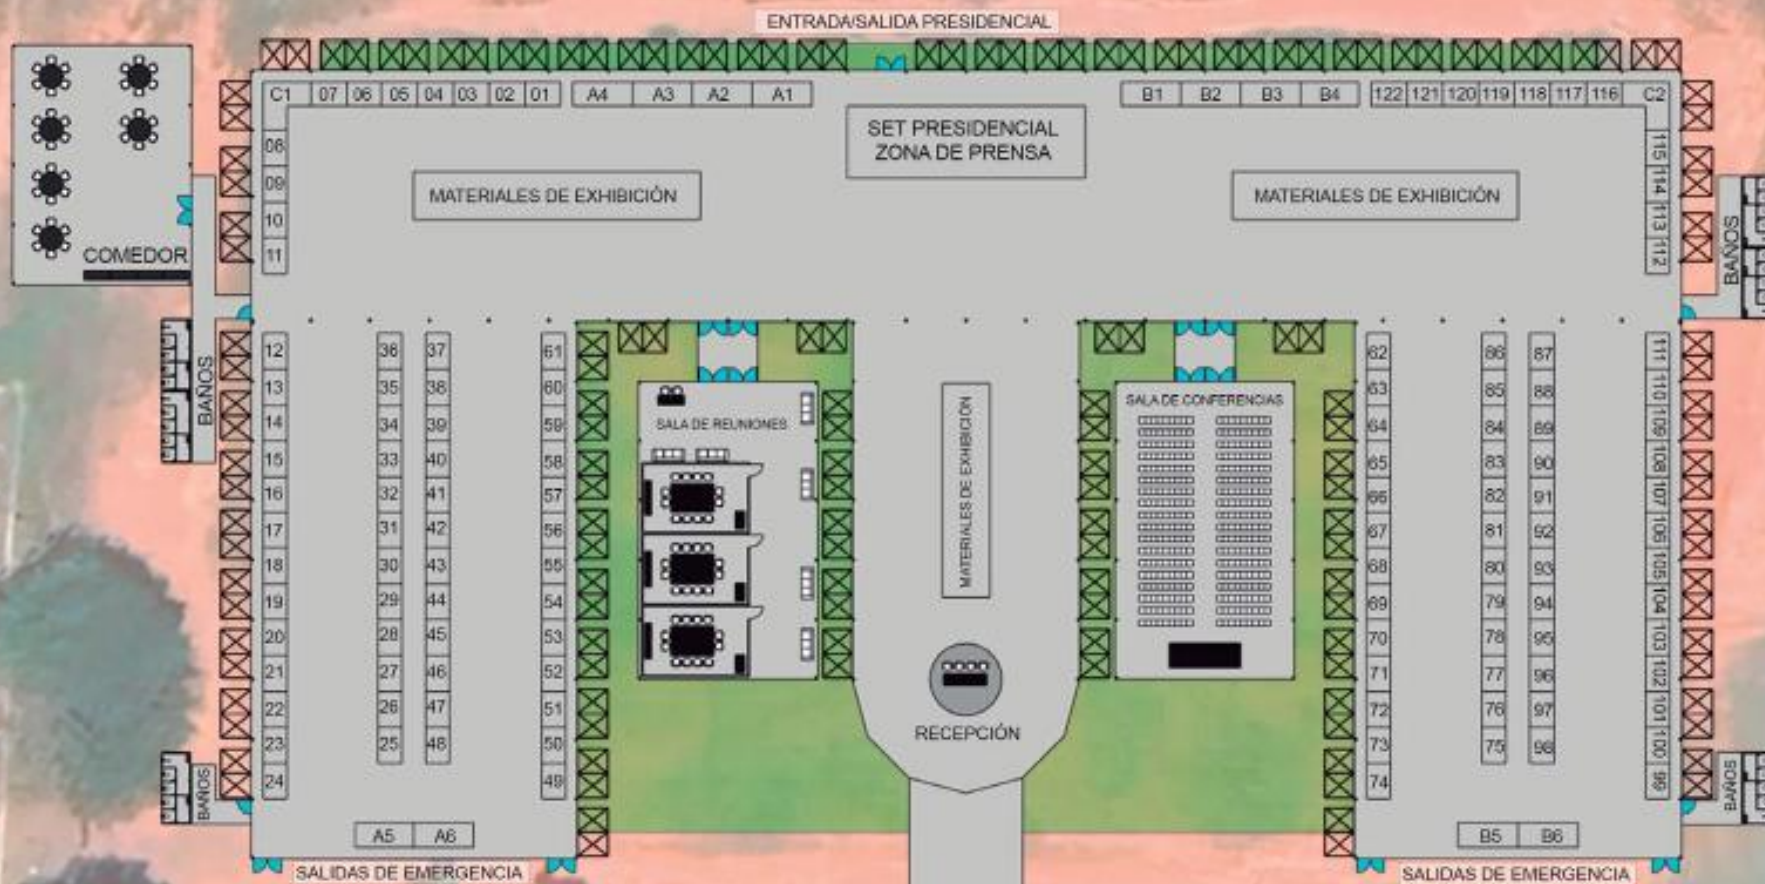 ENTRADA/SALIDA PRESIDENCIAL
C1 07 06 05 04 03 02 01 A4 A3 A2 A1
B1 B2 B3 B4 122 121 120 119 118 117 116 C2
SET PRESIDENCIAL
ZONA DE PRENSA
MATERIALES DE EXHIBICIÓN
MATERIALES DE EXHIBICIÓN
08
09
10
11
115
114
113
112
COMEDOR
BAÑOS
BAÑOS
12 36 37 61
13 35 38 60
14 34 39 59
15 33 40 58
16 32 41 57
17 31 42 56
18 30 43 55
19 29 44 54
20 28 45 53
21 27 46 52
22 26 47 51
23 25 48 50
24 49
SALA DE REUNIONES
MATERIALES DE EXHIBICIÓN
SALA DE CONFERENCIAS
RECEPCIÓN
62 86 87 111
63 85 88 110
64 84 89 109
65 83 90 108
66 82 91 107
67 81 92 106
68 80 93 105
69 79 94 104
70 78 95 103
71 77 96 102
72 76 97 101
73 75 98 100
74 99
BAÑOS
BAÑOS
A5 A6
B5 B6
SALIDAS DE EMERGENCIA
SALIDAS DE EMERGENCIA